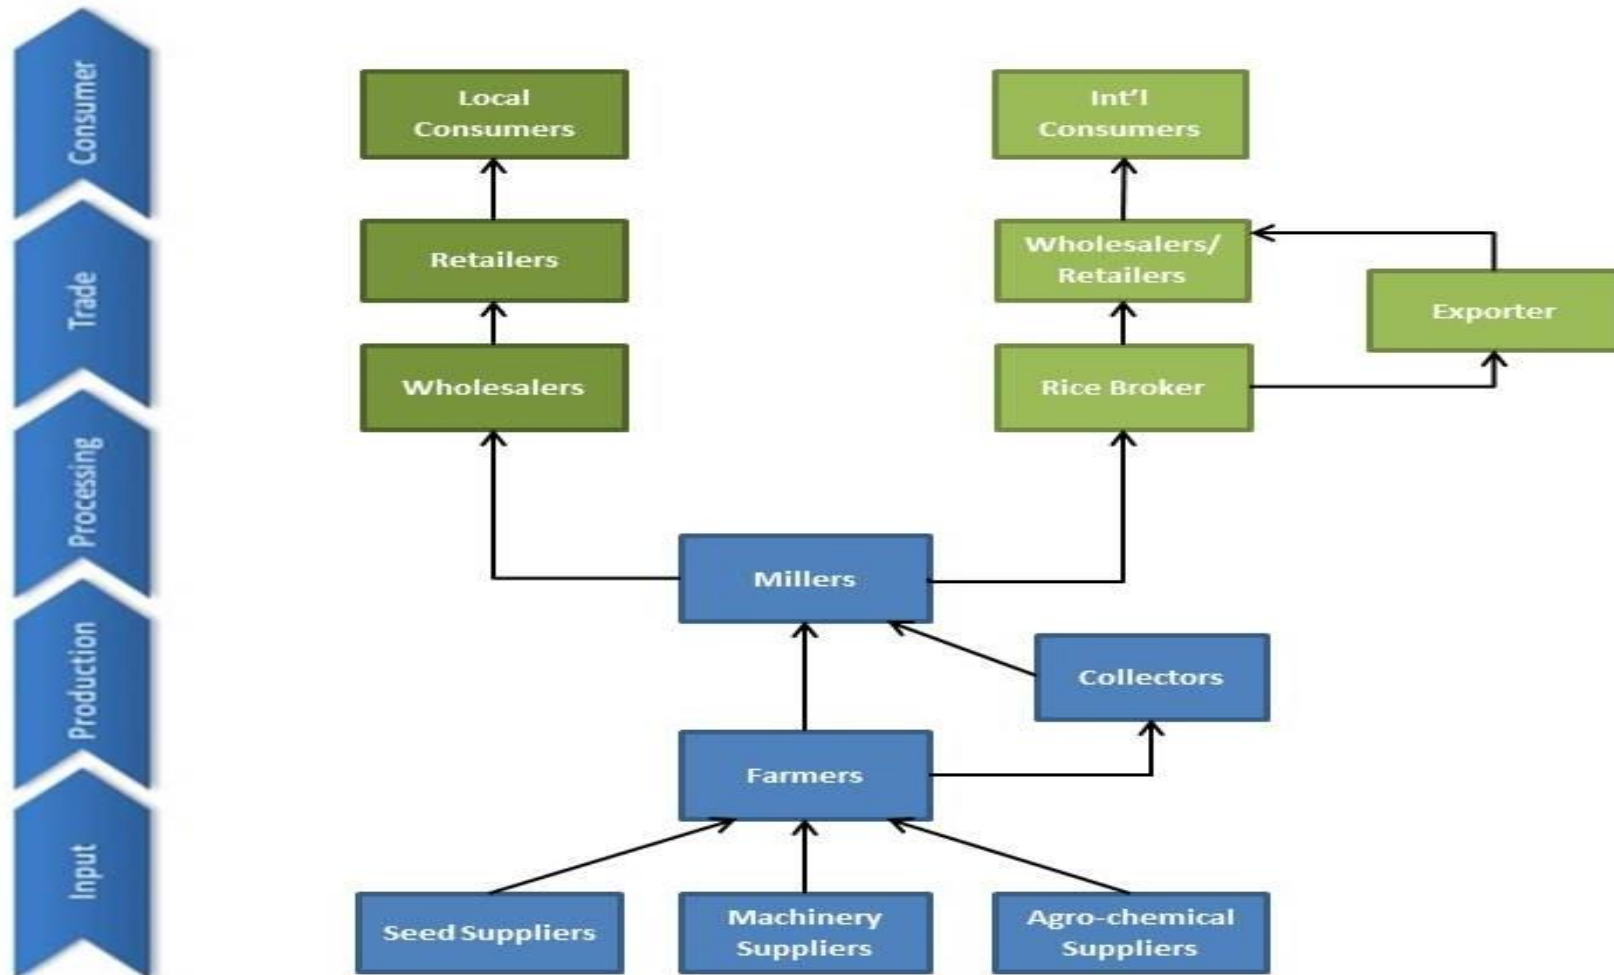 Consumer
Trade
Processing
Production
Input
Local
Consumers
Int'l
Consumers
Retailers
Wholesalers/
Retailers
Exporter
Wholesalers
Rice Broker
Millers
Collectors
Farmers
Seed Suppliers
Machinery
Suppliers
Agro-chemical
Suppliers